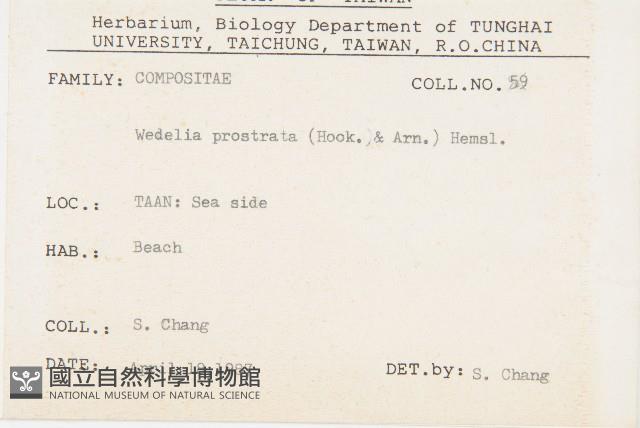 TAIWAN
Herbarium, Biology Department of TUNGHAI
UNIVERSITY, TAICHUNG, TAIWAN, R.O.CHINA
FAMILY: COMPOSITAE COLL.NO. 59
Wedelia prostrata (Hook. & Arn.) Hemsl.
LOC.: TAAN: Sea side
HAB.: Beach
COLL.: S. Chang
DATE: April DET.by: S. Chang
國立自然科學博物館
NATIONAL MUSEUM OF NATURAL SCIENCE